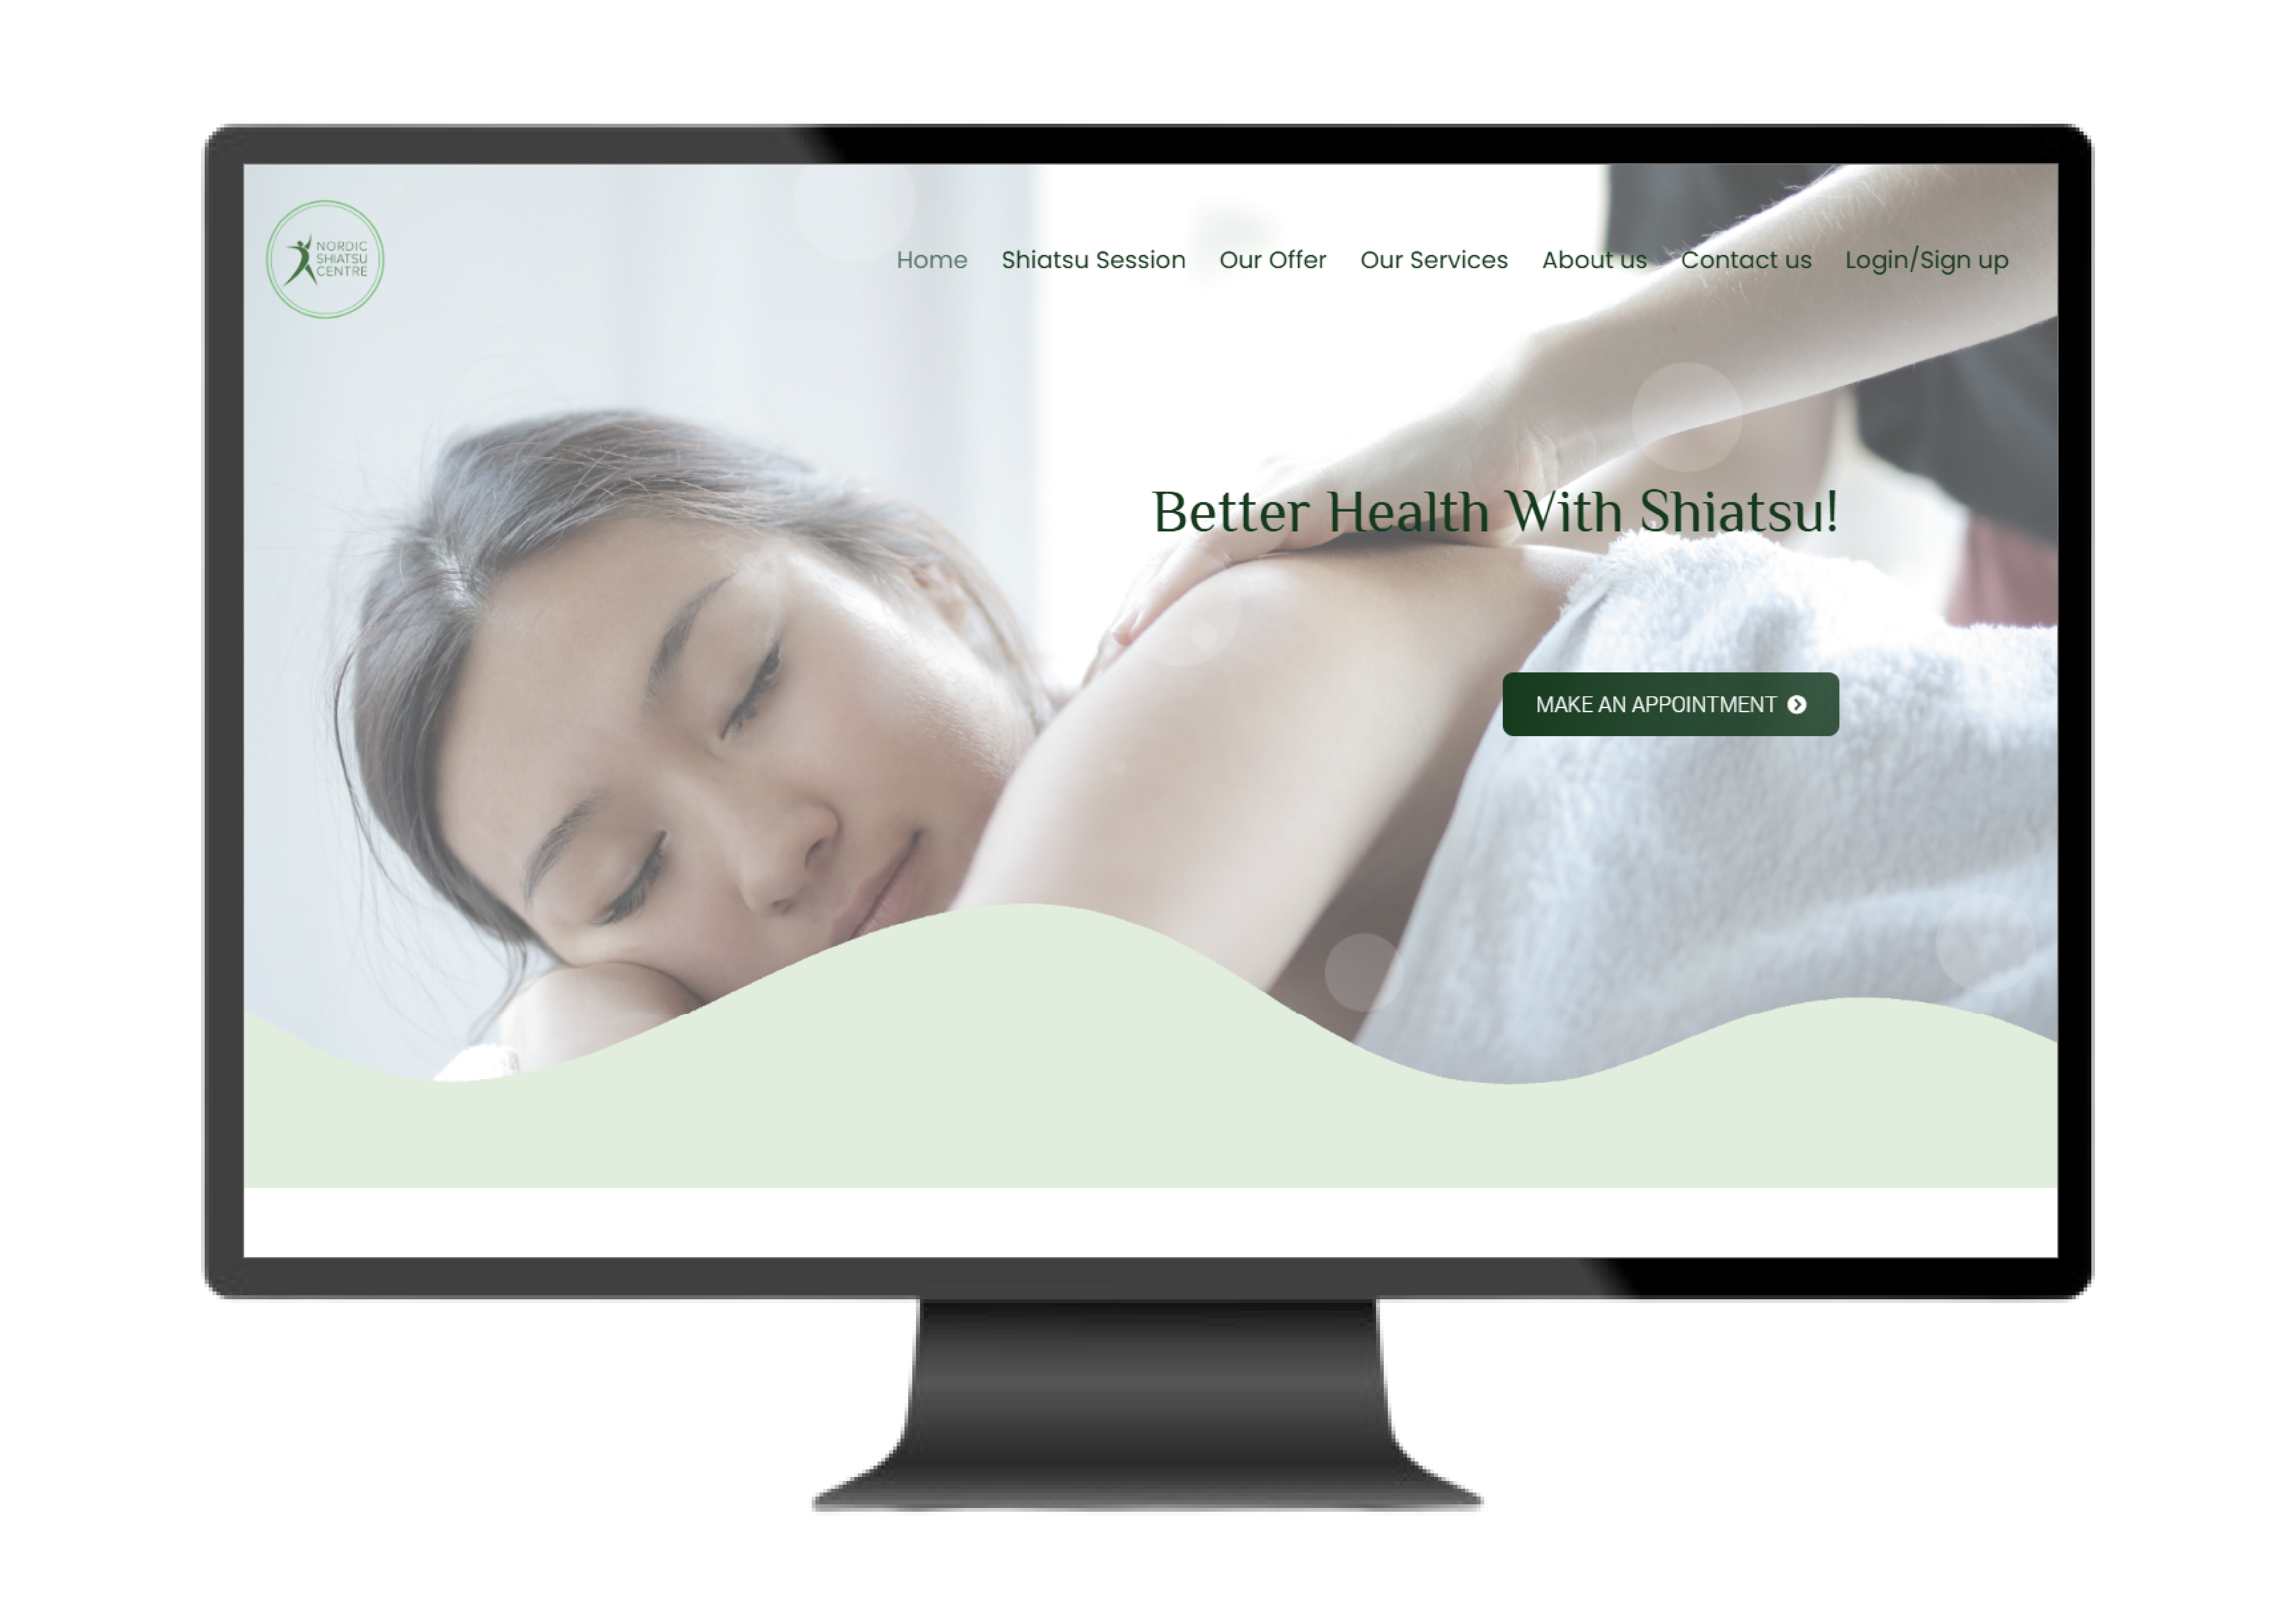 NORDIC
SHIATSU
CENTRE
Home Shiatsu Session Our Offer Our Services About us Contact us Login/Sign up
Better Health With Shiatsu!
MAKE AN APPOINTMENT